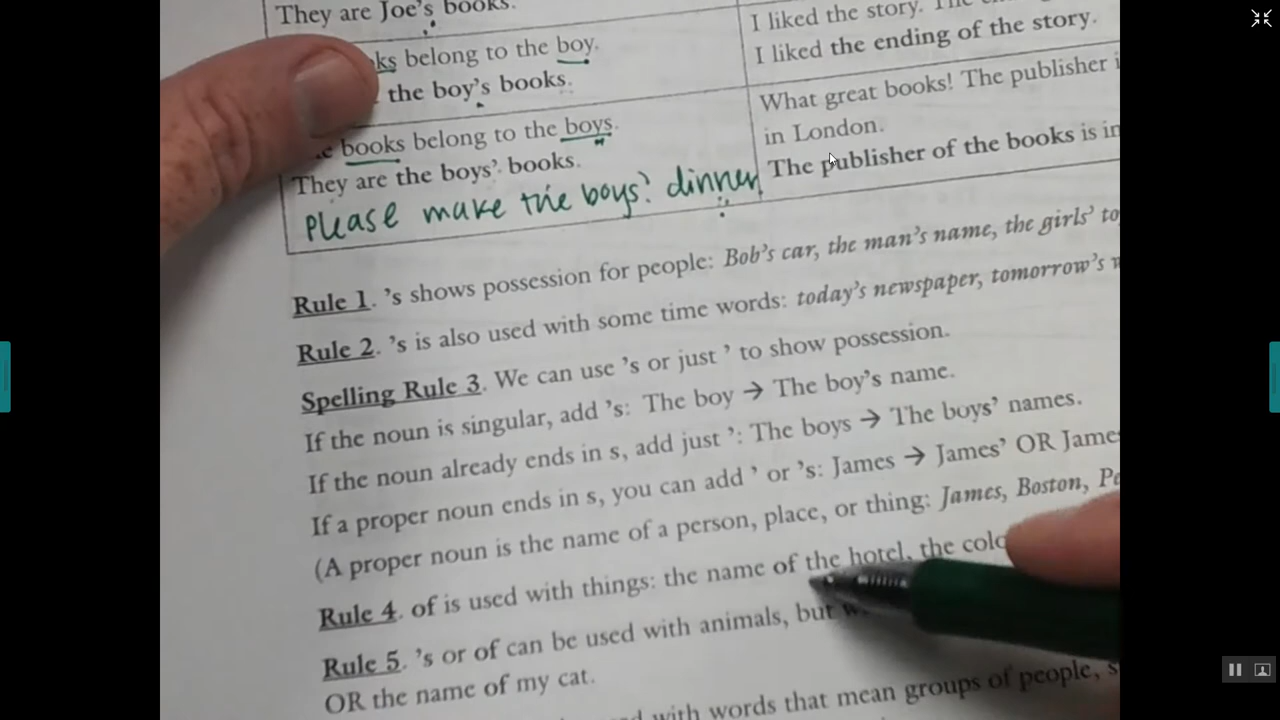 They are Joe's books.
belong to the boy.
the boy's books.
books belong to the boys.
They are the boys' books.
Please make the boys' dinner
I liked the story.
I liked the ending of the story.
What great books! The publisher
in London.
The publisher of the books is in
Rule 1. 's shows possession for people: Bob's car, the man's name, the girls'
Rule 2. 's is also used with some time words: today's newspaper, tomorrow's
Spelling Rule 3. We can use 's or just ' to show possession.
If the noun is singular, add 's: The boy → The boy's name.
If the noun already ends in s, add just ': The boys → The boys' names.
If a proper noun ends in s, you can add ' or 's: James → James' OR
(A proper noun is the name of a person, place, or thing: James, Boston,
Rule 4. of is used with things: the name of the hotel, the
Rule 5. 's or of can be used with animals, but
OR the name of my cat.
with words that mean groups of people,